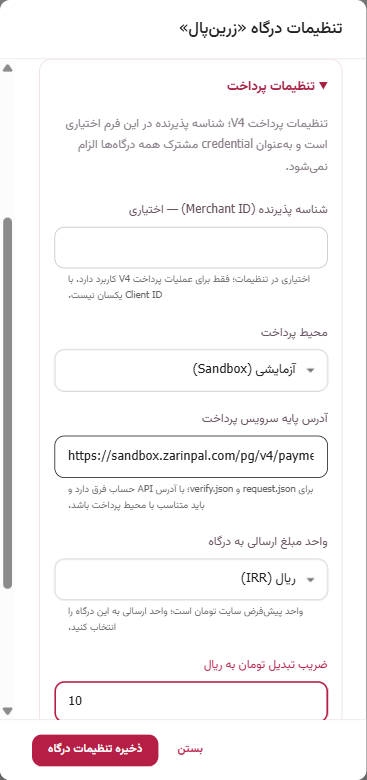 تنظیمات درگاه «زرین‌پال»
▼ تنظیمات پرداخت
تنظیمات پرداخت V4؛ شناسه پذیرنده در این فرم اختیاری
است و به‌عنوان credential مشترک همه درگاه‌ها الزام
نمی‌شود.
شناسه پذیرنده (Merchant ID) — اختیاری
اختیاری در تنظیمات؛ فقط برای عملیات پرداخت V4 کاربرد دارد. با
Client ID یکسان نیست.
محیط پرداخت
آزمایشی (Sandbox)
آدرس پایه سرویس پرداخت
https://sandbox.zarinpal.com/pg/v4/payme
برای request.json و verify.json؛ با آدرس API حساب فرق دارد و
باید متناسب با محیط پرداخت باشد.
واحد مبلغ ارسالی به درگاه
ریال (IRR)
واحد پیش‌فرض سایت تومان است؛ واحد ارسالی به این درگاه را
انتخاب کنید.
ضریب تبدیل تومان به ریال
10
بستن
ذخیره تنظیمات درگاه